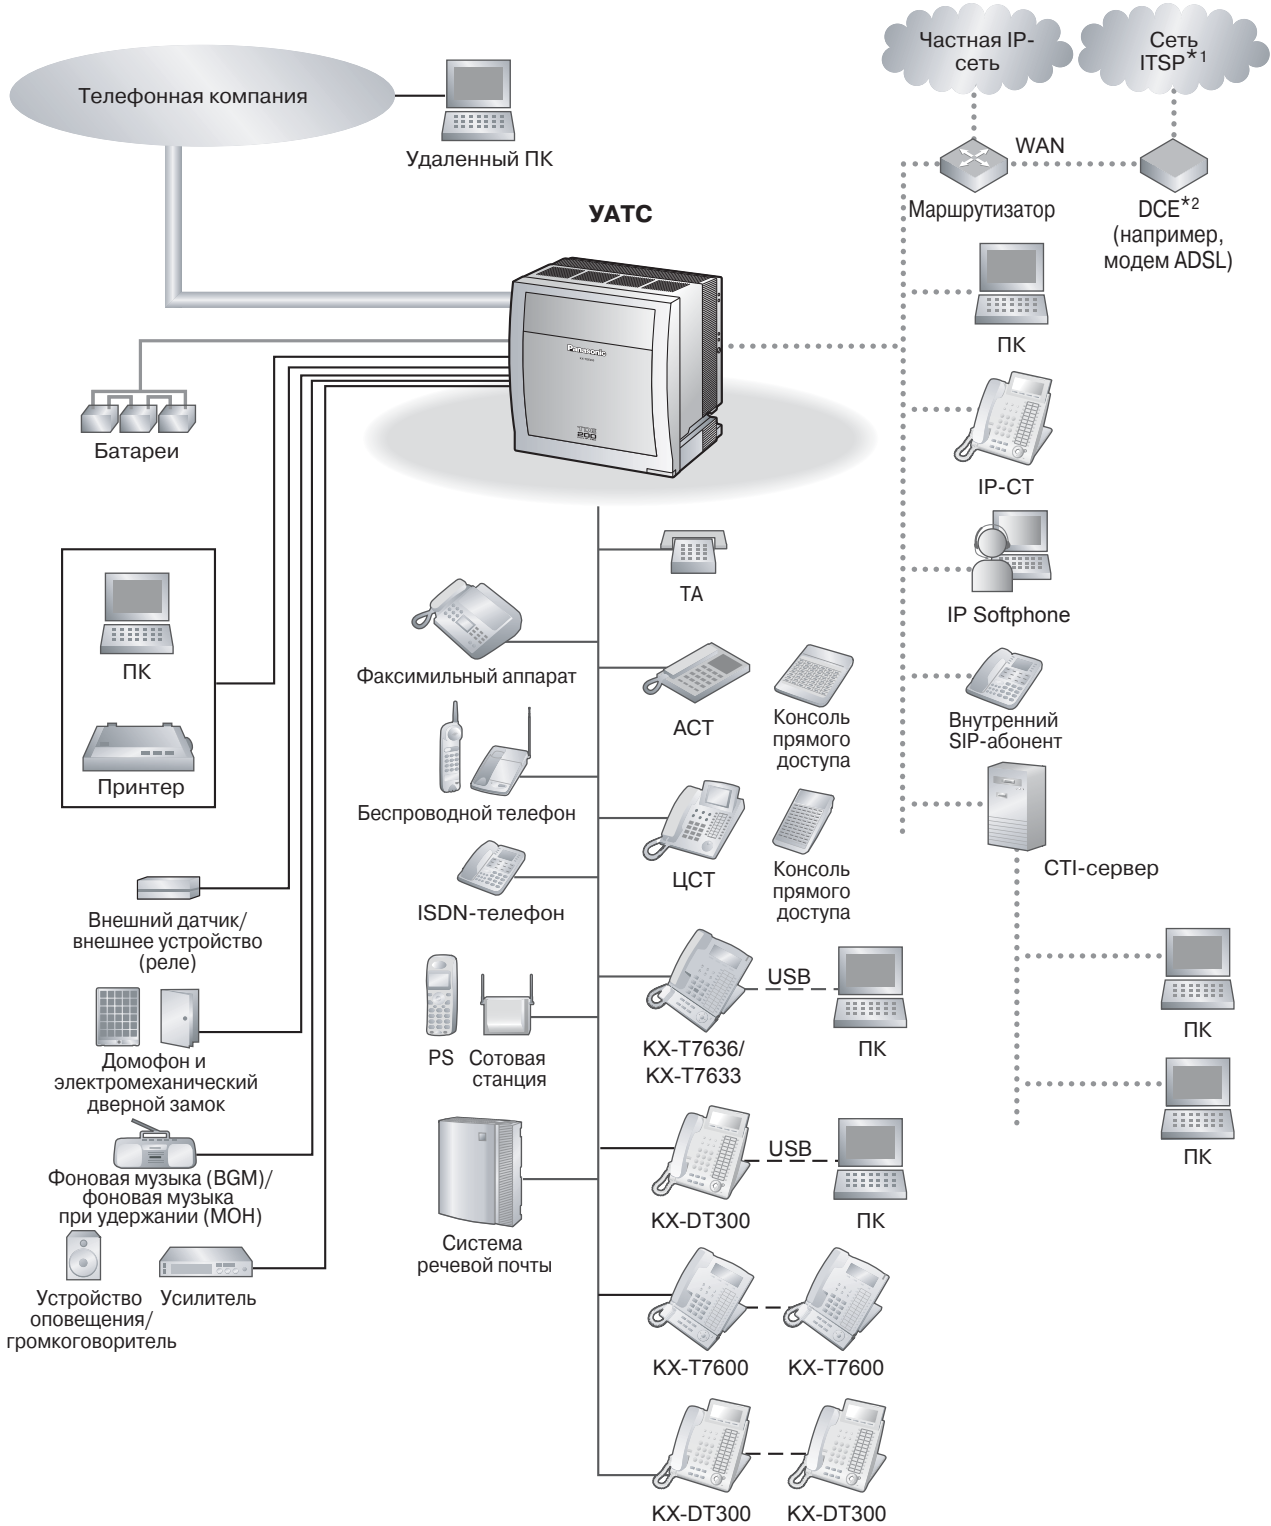 Частная IP-
сеть
Сеть
ITSP*1
Телефонная компания
Удаленный ПК
WAN
Маршрутизатор
DCE*2
(например,
модем ADSL)
УАТС
ПК
Panasonic
TDE
200
Батареи
IP-СТ
ТА
IP Softphone
ПК
Факсимильный аппарат
АСТ
Консоль
прямого
доступа
Внутренний
SIP-абонент
Принтер
Беспроводной телефон
ЦСТ
Консоль
прямого
доступа
CTI-сервер
ISDN-телефон
Внешний датчик/
внешнее устройство
(реле)
USB
ПК
PS
Сотовая
станция
KX-T7636/
KX-T7633
ПК
Домофон и
электромеханический
дверной замок
USB
ПК
Фоновая музыка (BGM)/
фоновая музыка
при удержании (MOH)
KX-DT300
ПК
Система
речевой почты
Устройство
оповещения/
громкоговоритель
Усилитель
KX-T7600
KX-T7600
KX-DT300
KX-DT300